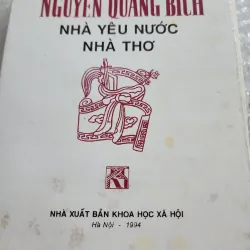 NGUYỄN QUANG BÍCH
NHÀ YÊU NƯỚC
NHÀ THƠ
NHÀ XUẤT BẢN KHOA HỌC XÃ HỘI
Hà Nội - 1994